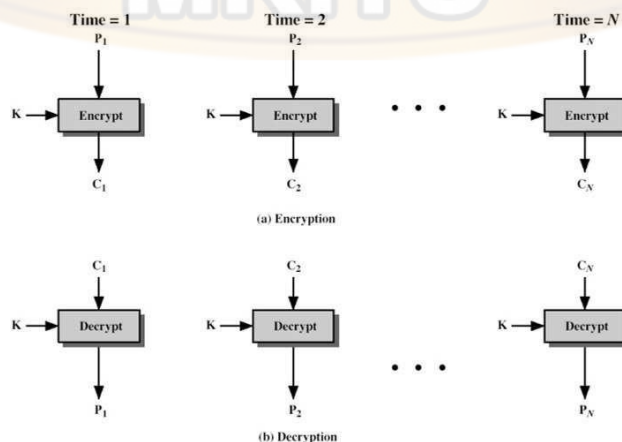 Time = 1 Time = 2 Time = N
P1 P2 PN
K Encrypt K Encrypt • • • K Encrypt
C1 C2 CN
(a) Encryption
C1 C2 CN
K Decrypt K Decrypt K Decrypt
• • •
P1 P2 PN
(b) Decryption